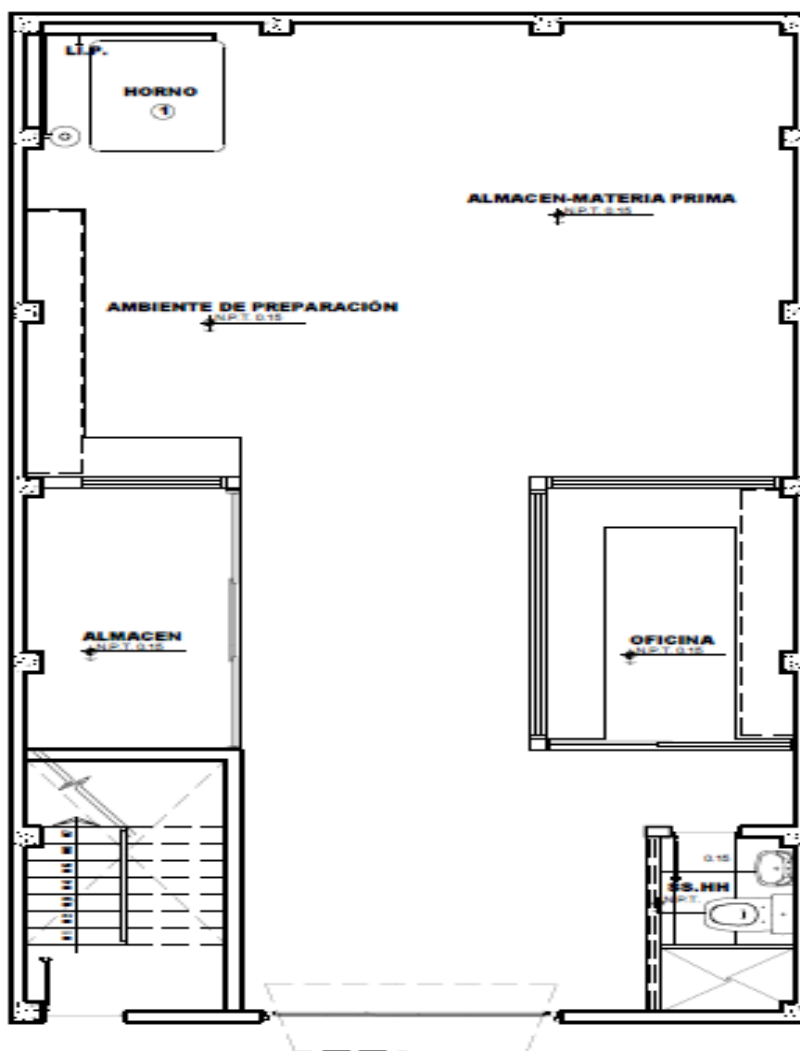 L.I.P.
HORNO
1
ALMACEN-MATERIA PRIMA
N.P.T. 0.15
AMBIENTE DE PREPARACIÓN
N.P.T. 0.15
ALMACEN
N.P.T. 0.15
OFICINA
N.P.T. 0.15
0.15
SS.HH
N.P.T.